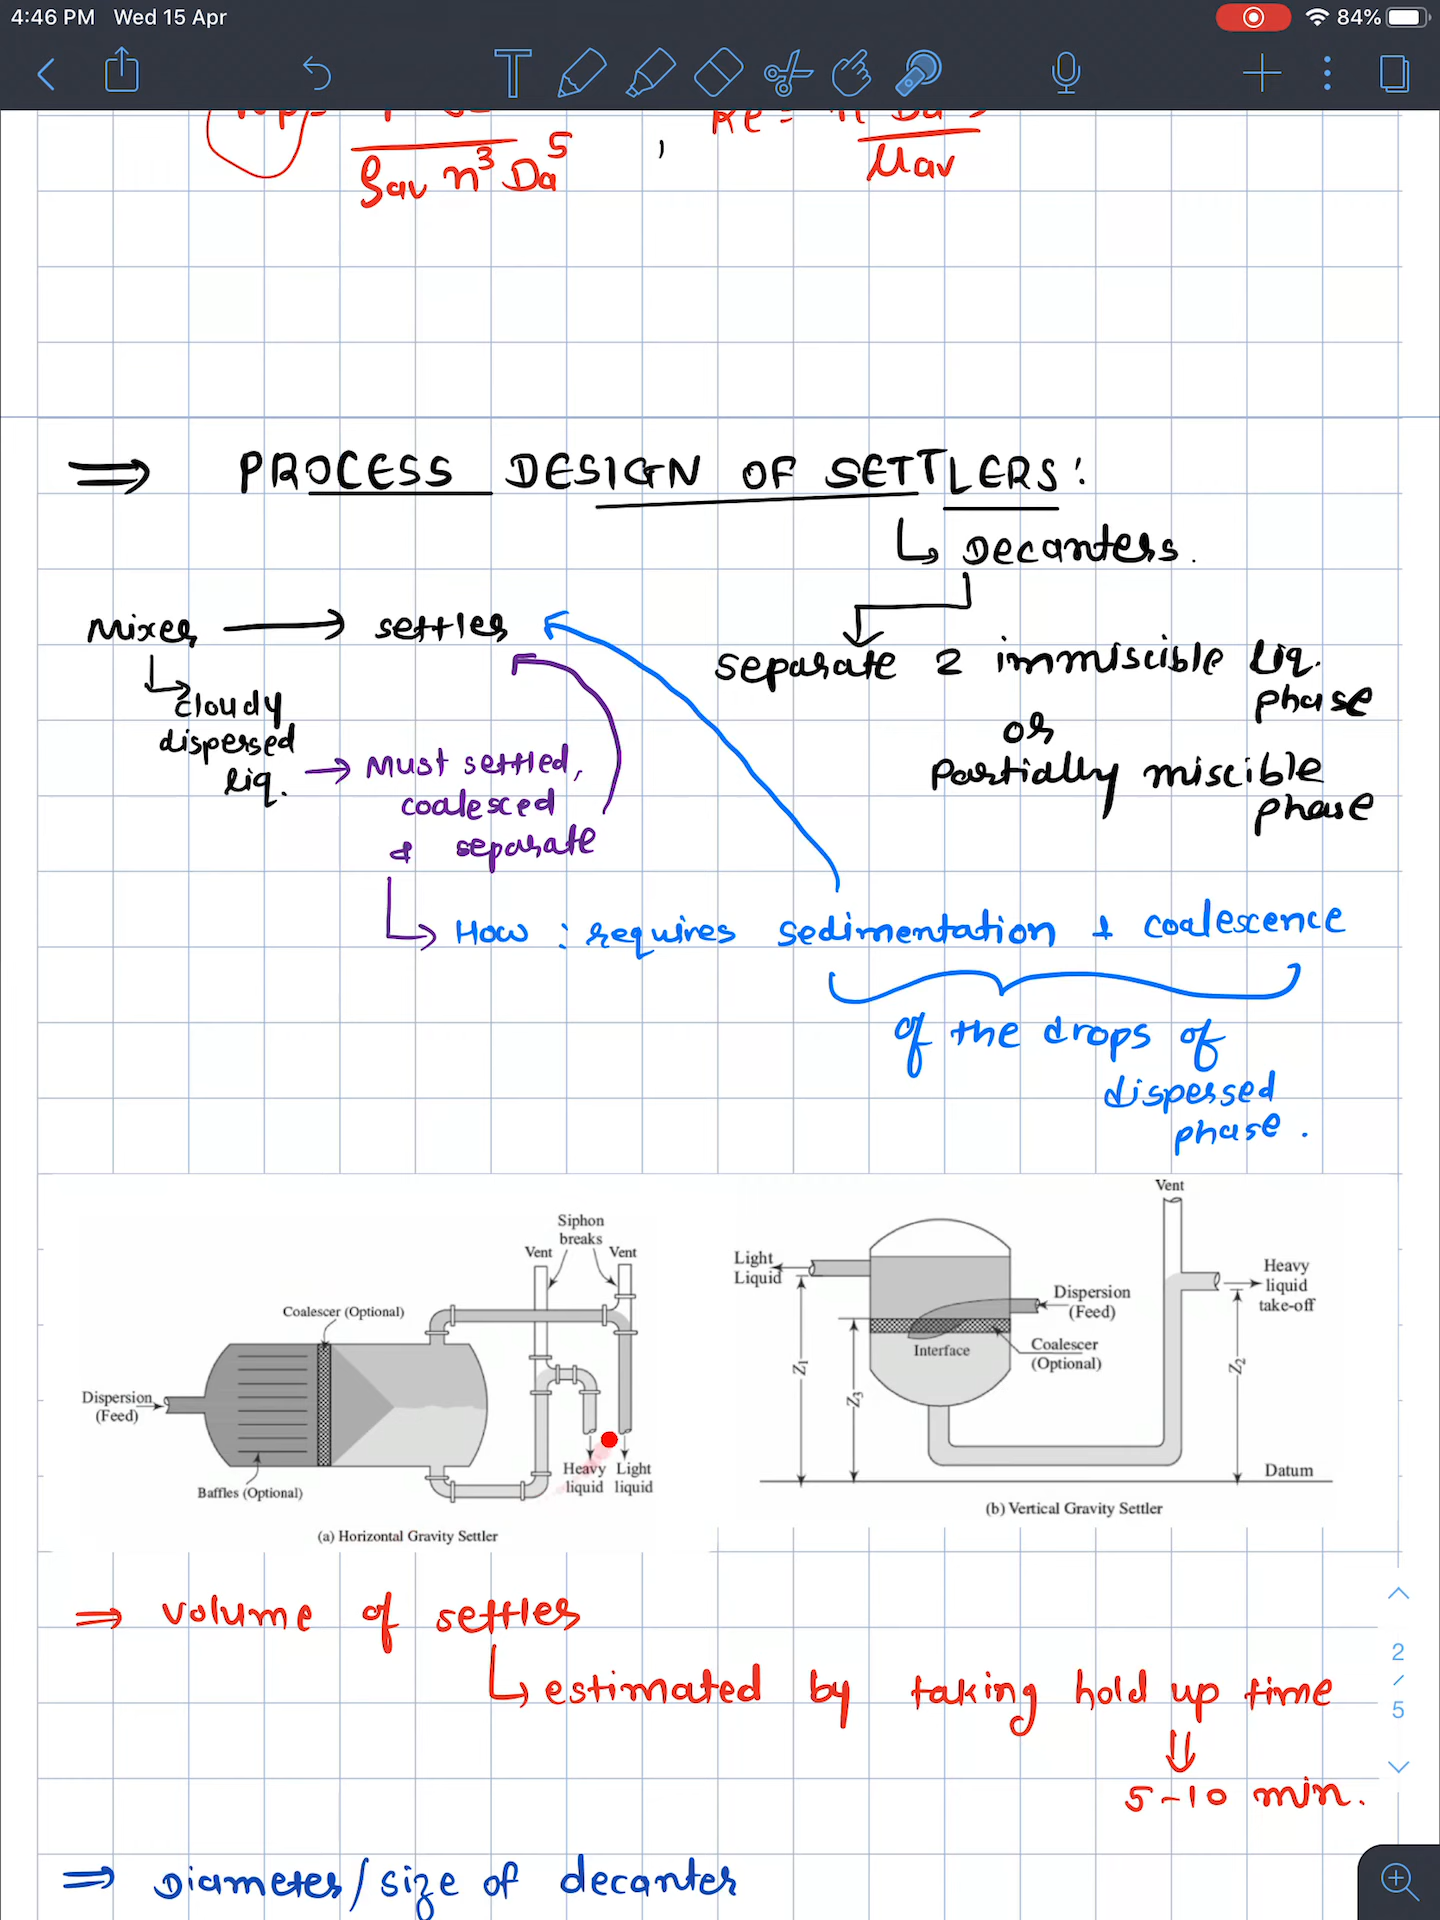 4:46 PM Wed 15 Apr
84%
T
ρav n³ Da⁵ , Re =
μav
⇒ PROCESS DESIGN OF SETTLERS :
↳ Decanters.
Mixer → settler
separate 2 immiscible liq. phase
or
Partially miscible phase
cloudy
dispersed
liq.
→ Must settled,
coalesced
& separate
↳ How : requires sedimentation + coalescence
of the drops of
dispersed
phase.
Siphon
breaks
Vent
Vent
Coalescer (Optional)
Dispersion
(Feed)
Baffles (Optional)
Heavy liquid
Light liquid
(a) Horizontal Gravity Settler
Vent
Light
Liquid
Dispersion
(Feed)
Heavy
liquid
take-off
Interface
Coalescer
(Optional)
Z₁
Z₃
Z₂
Datum
(b) Vertical Gravity Settler
⇒ volume of settler
↳ estimated by taking hold up time
⇓
5-10 min.
2
/
5
⇒ Diameter/size of decanter